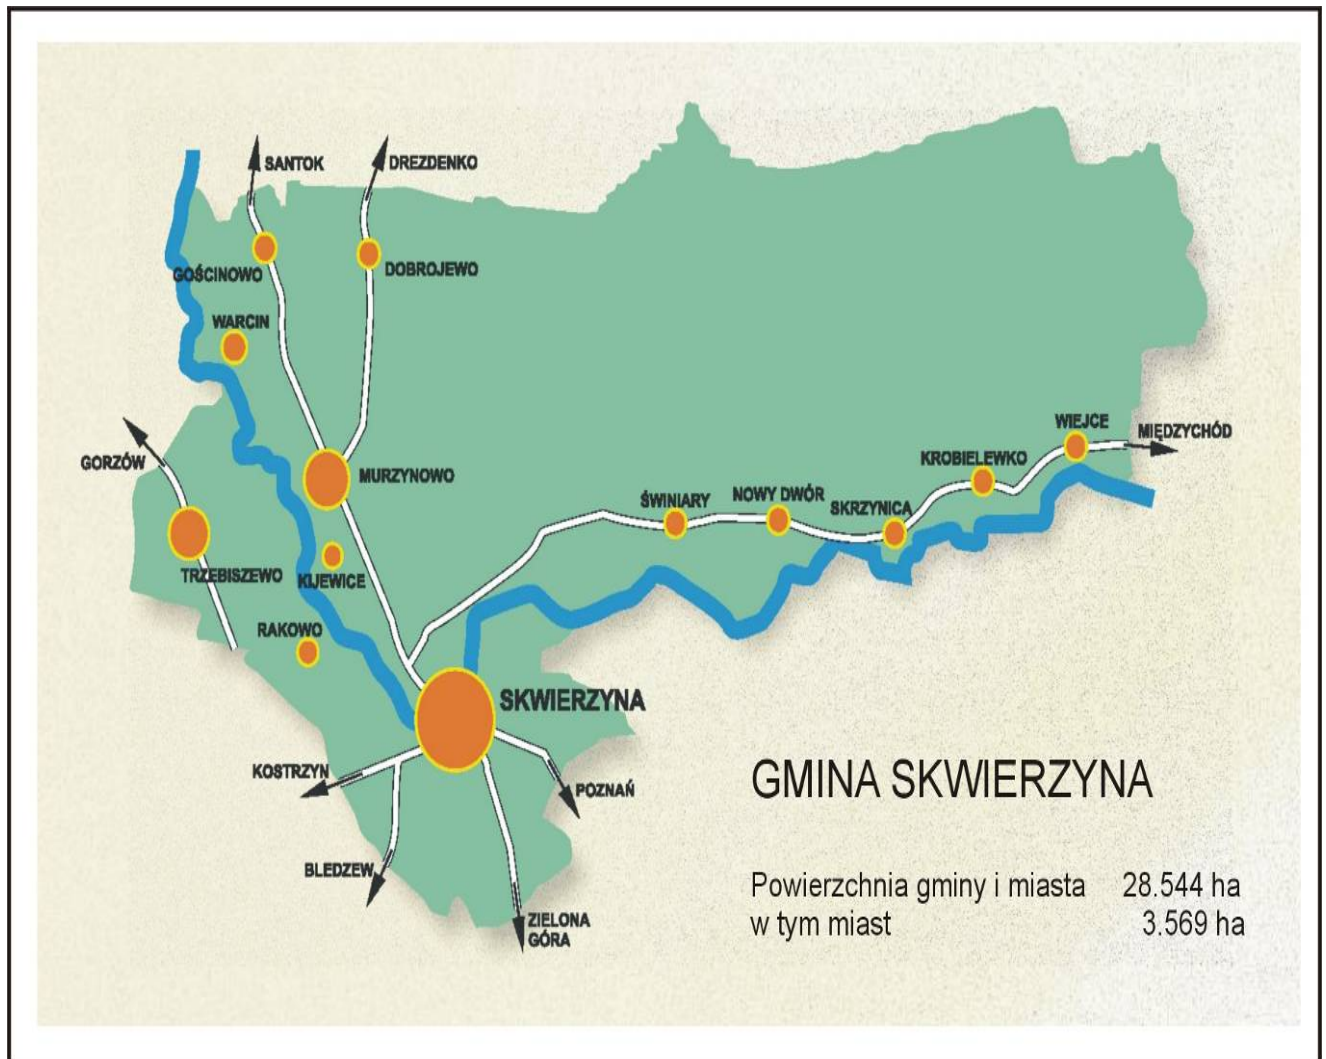 SANTOK
DREZDENKO
GOŚCINOWO
DOBROJEWO
WARCIN
GORZÓW
MURZYNOWO
WIEJCE
MIĘDZYCHÓD
KROBIELEWKO
ŚWINIARY
NOWY DWÓR
SKRZYNICA
TRZEBISZEWO
KIJEWICE
RAKOWO
SKWIERZYNA
KOSTRZYN
POZNAŃ
BLEDZEW
ZIELONA
GÓRA
GMINA SKWIERZYNA
Powierzchnia gminy i miasta 28.544 ha
w tym miast 3.569 ha